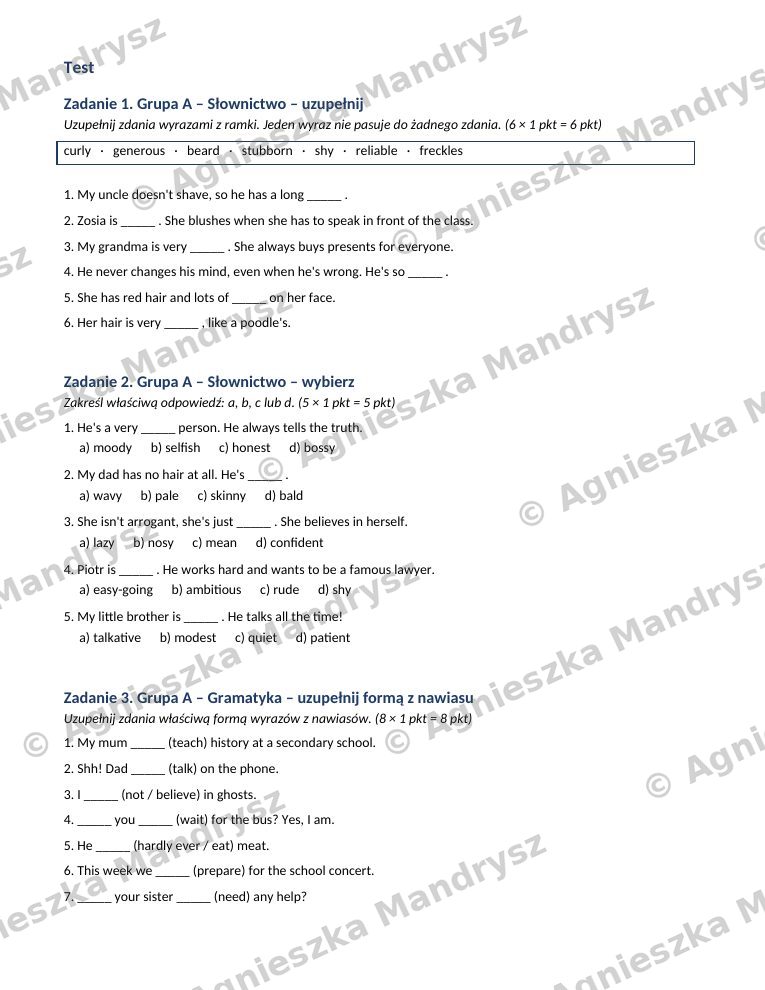 Test
Zadanie 1. Grupa A – Słownictwo – uzupełnij
Uzupełnij zdania wyrazami z ramki. Jeden wyraz nie pasuje do żadnego zdania. (6 × 1 pkt = 6 pkt)
curly · generous · beard · stubborn · shy · reliable · freckles
1. My uncle doesn't shave, so he has a long _____ .
2. Zosia is _____ . She blushes when she has to speak in front of the class.
3. My grandma is very _____ . She always buys presents for everyone.
4. He never changes his mind, even when he's wrong. He's so _____ .
5. She has red hair and lots of _____ on her face.
6. Her hair is very _____ , like a poodle's.
Zadanie 2. Grupa A – Słownictwo – wybierz
Zakreśl właściwą odpowiedź: a, b, c lub d. (5 × 1 pkt = 5 pkt)
1. He's a very _____ person. He always tells the truth.
a) moody b) selfish c) honest d) bossy
2. My dad has no hair at all. He's _____ .
a) wavy b) pale c) skinny d) bald
3. She isn't arrogant, she's just _____ . She believes in herself.
a) lazy b) nosy c) mean d) confident
4. Piotr is _____ . He works hard and wants to be a famous lawyer.
a) easy-going b) ambitious c) rude d) shy
5. My little brother is _____ . He talks all the time!
a) talkative b) modest c) quiet d) patient
Zadanie 3. Grupa A – Gramatyka – uzupełnij formą z nawiasu
Uzupełnij zdania właściwą formą wyrazów z nawiasów. (8 × 1 pkt = 8 pkt)
1. My mum _____ (teach) history at a secondary school.
2. Shh! Dad _____ (talk) on the phone.
3. I _____ (not / believe) in ghosts.
4. _____ you _____ (wait) for the bus? Yes, I am.
5. He _____ (hardly ever / eat) meat.
6. This week we _____ (prepare) for the school concert.
7. _____ your sister _____ (need) any help?
© Agnieszka Mandrysz